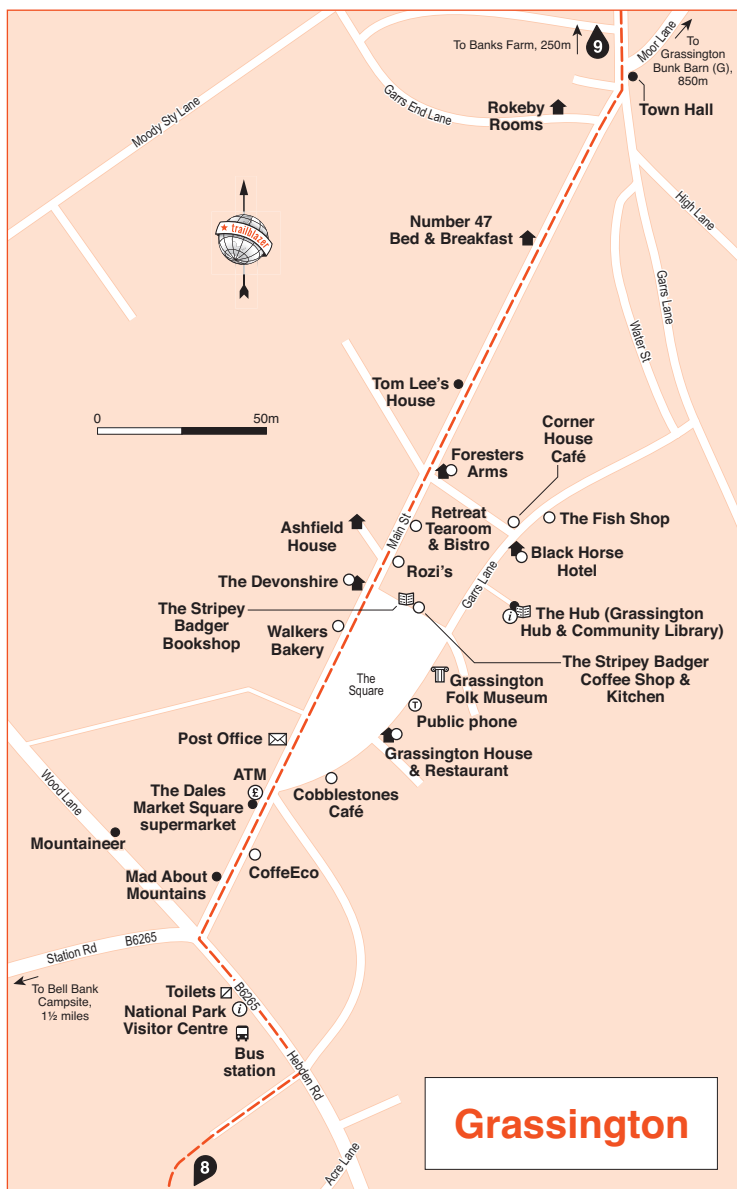 To Banks Farm, 250m
9
Moor Lane
To
Grassington
Bunk Barn (G),
850m
Moody Sty Lane
Garrs End Lane
Rokeby
Rooms
Town Hall
trailblazer
Number 47
Bed & Breakfast
High Lane
Garrs Lane
Water St
0
50m
Tom Lee's
House
Corner
House
Café
Foresters
Arms
Main St
Retreat
Tearoom
& Bistro
The Fish Shop
Ashfield
House
Rozi's
Garrs Lane
Black Horse
Hotel
The Devonshire
The Stripey
Badger
Bookshop
Walkers
Bakery
i
The Hub (Grassington
Hub & Community Library)
The
Square
Grassington
Folk Museum
The Stripey Badger
Coffee Shop &
Kitchen
T
Public phone
Post Office
Grassington House
& Restaurant
ATM
£
The Dales
Market Square
supermarket
Cobblestones
Café
Wood Lane
Mountaineer
Mad About
Mountains
CoffeEco
Station Rd
B6265
To Bell Bank
Campsite,
1½ miles
Toilets
B6265
National Park
Visitor Centre
i
Bus
station
Hebden Rd
Acre Lane
8
Grassington